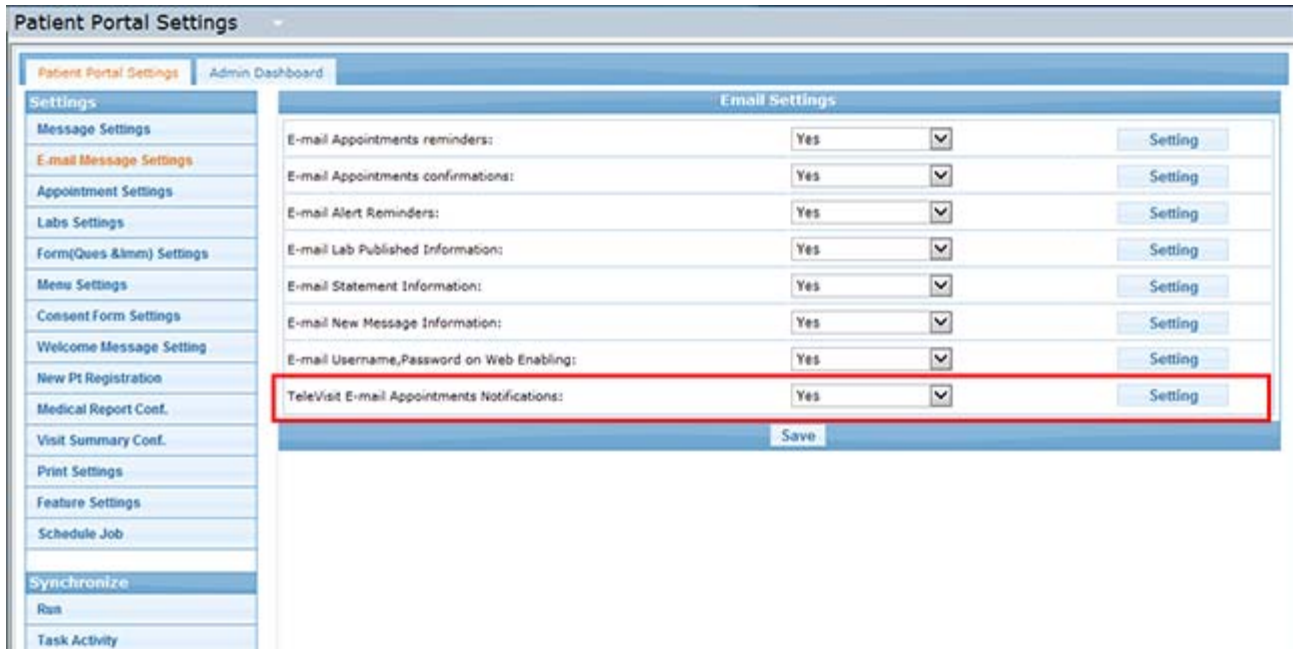 Patient Portal Settings
Patient Portal Settings Admin Dashboard
Settings
Message Settings
E-mail Message Settings
Appointment Settings
Labs Settings
Form(Ques &Imm) Settings
Menu Settings
Consent Form Settings
Welcome Message Setting
New Pt Registration
Medical Report Conf.
Visit Summary Conf.
Print Settings
Feature Settings
Schedule Job
Synchronize
Run
Task Activity
Email Settings
E-mail Appointments reminders: Yes Setting
E-mail Appointments confirmations: Yes Setting
E-mail Alert Reminders: Yes Setting
E-mail Lab Published Information: Yes Setting
E-mail Statement Information: Yes Setting
E-mail New Message Information: Yes Setting
E-mail Username,Password on Web Enabling: Yes Setting
TeleVisit E-mail Appointments Notifications: Yes Setting
Save